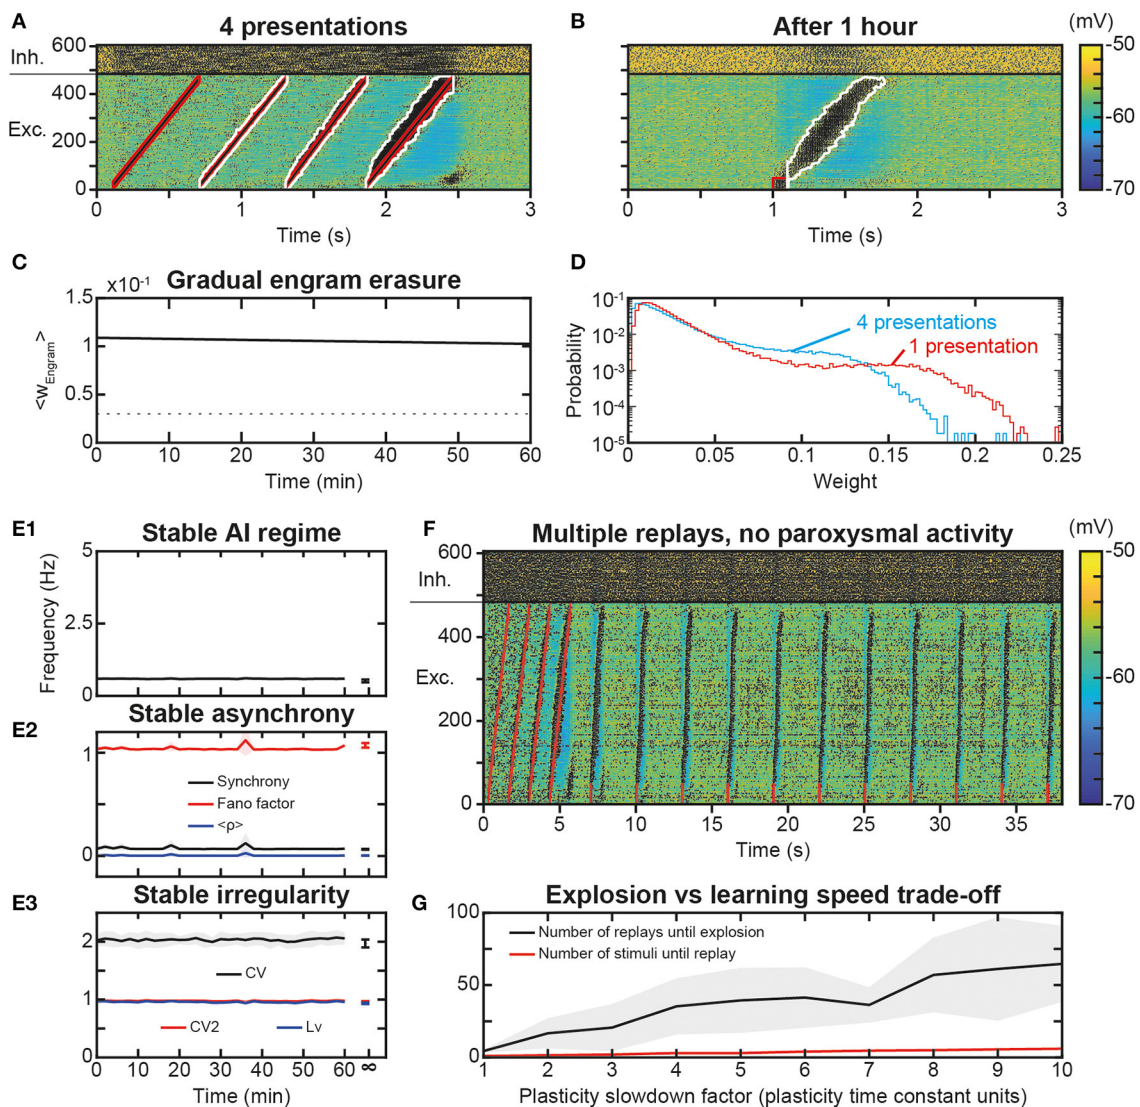 A
4 presentations
600
Inh.
400
Exc.
200
0
0
1
2
3
Time (s)
B
After 1 hour
(mV)
-50
-60
-70
0
1
2
3
Time (s)
C
x10-1
Gradual engram erasure
1.5
1
0.5
0
<wEngram>
0
10
20
30
40
50
60
Time (min)
D
10-1
10-2
10-3
10-4
10-5
Probability
4 presentations
1 presentation
0
0.05
0.1
0.15
0.2
0.25
Weight
E1
Stable AI regime
5
2.5
0
Frequency (Hz)
E2
Stable asynchrony
1
0
Synchrony
Fano factor
<ρ>
E3
Stable irregularity
2
1
0
CV
CV2
Lv
0
10
20
30
40
50
60
∞
Time (min)
F
Multiple replays, no paroxysmal activity
(mV)
600
Inh.
400
Exc.
200
0
0
5
10
15
20
25
30
35
Time (s)
-50
-60
-70
G
Explosion vs learning speed trade-off
100
50
0
Number of replays until explosion
Number of stimuli until replay
1
2
3
4
5
6
7
8
9
10
Plasticity slowdown factor (plasticity time constant units)